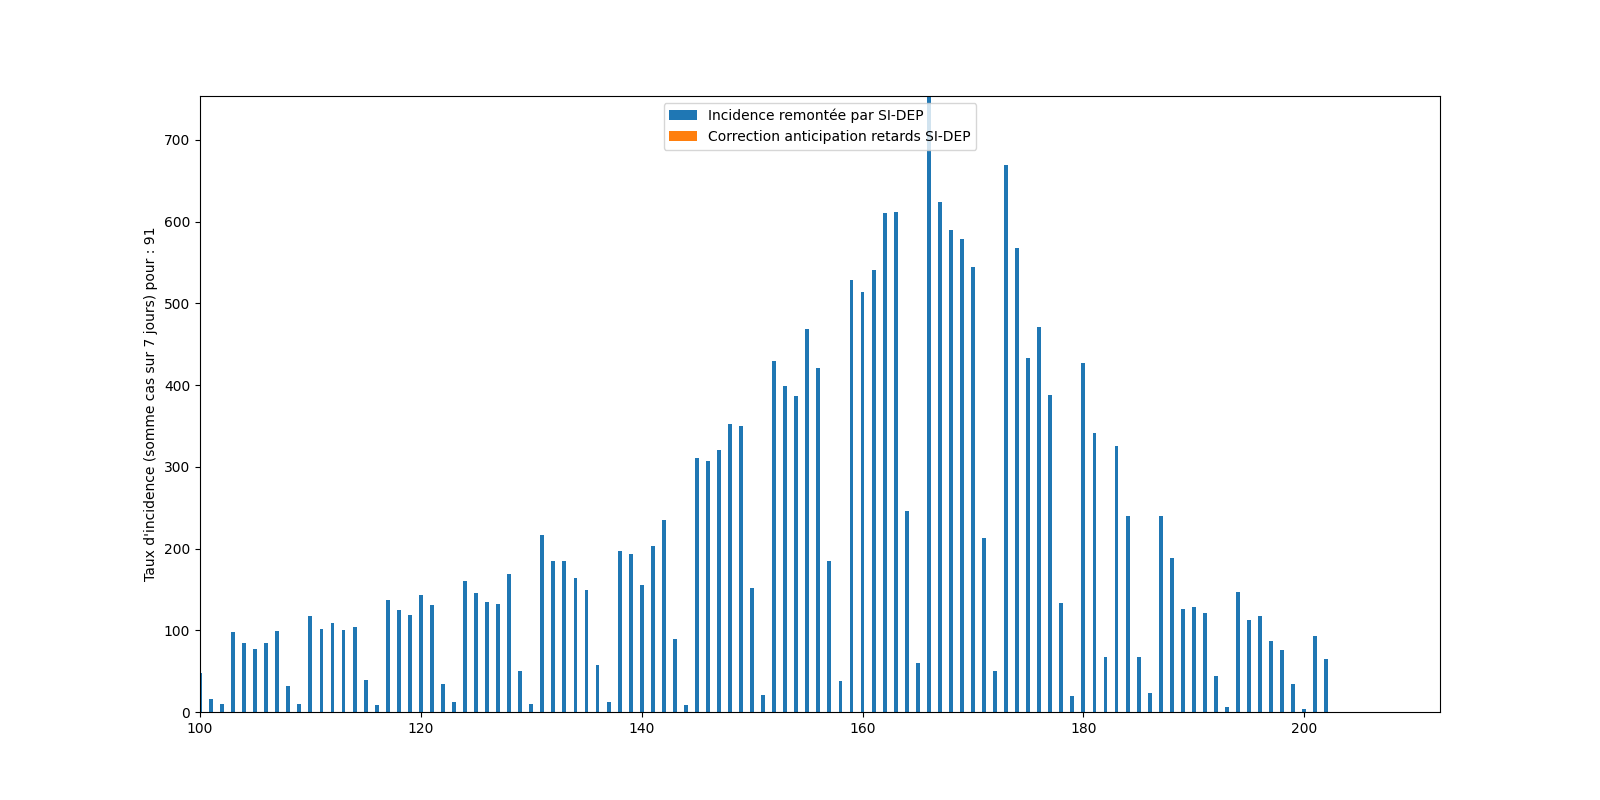 Incidence remontée par SI-DEP
Correction anticipation retards SI-DEP
Taux d'incidence (somme cas sur 7 jours) pour : 91
700
600
500
400
300
200
100
0
100 120 140 160 180 200